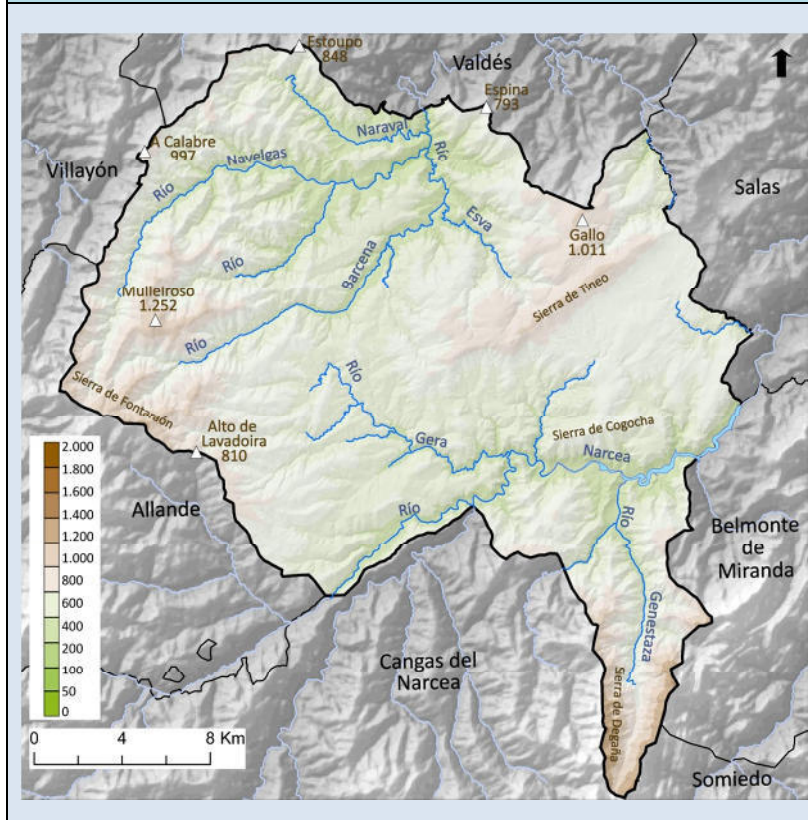 Estoupo
848
Valdés
Espina
793
Naraval
Río
A Calabre
997
Navelgas
Villayón
Río
Salas
Esva
Gallo
1.011
Río
Barcena
Mulleiroso
1.252
Sierra de Tineo
Río
Río
Sierra de Fontarón
Alto de
Lavadoira
810
Sierra de Cogocha
Gera
Narcea
2.000
1.800
1.600
1.400
1.200
1.000
800
600
400
200
100
50
0
Río
Río
Allande
Belmonte
de
Miranda
Genestaza
Cangas del
Narcea
Sierra de Degaña
0 4 8 Km
Somiedo